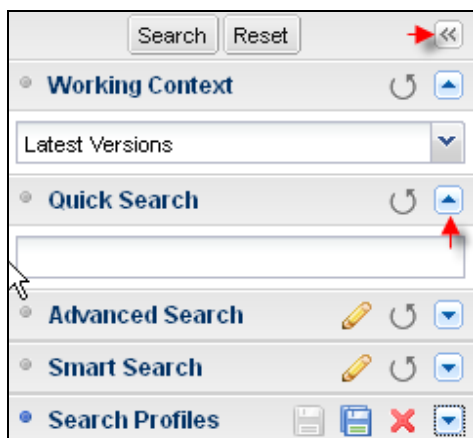 Search Reset
Working Context
Latest Versions
Quick Search
Advanced Search
Smart Search
Search Profiles